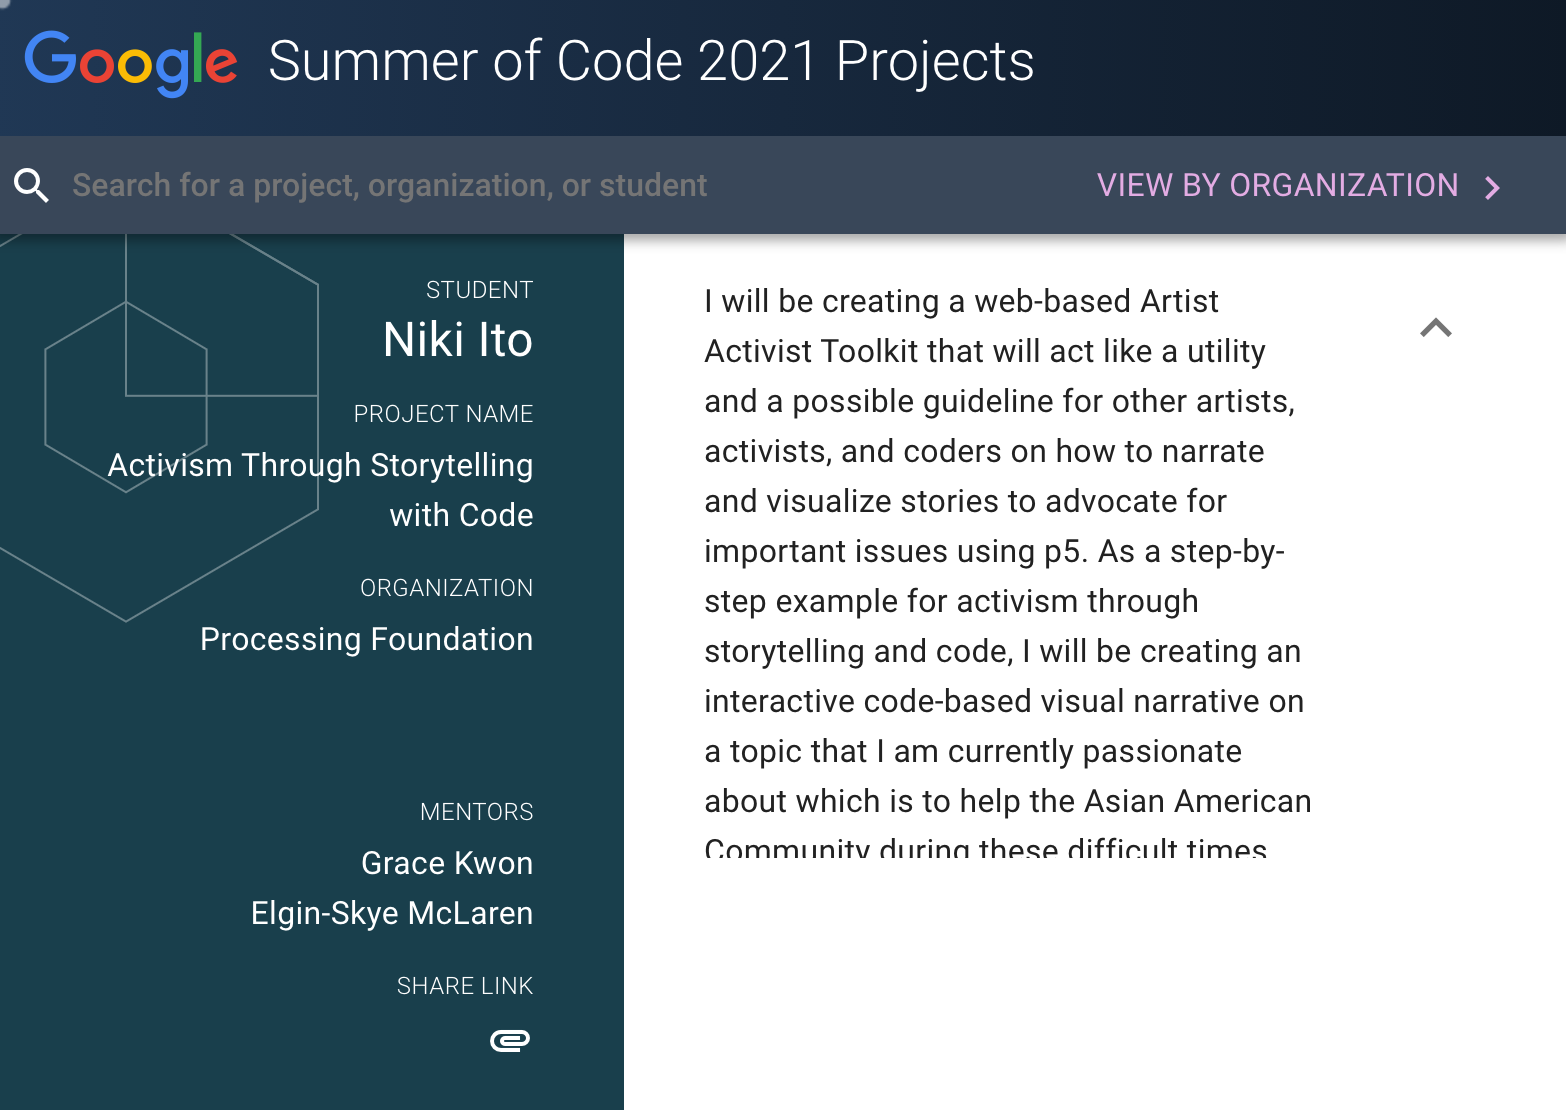 Google Summer of Code 2021 Projects
Search for a project, organization, or student
VIEW BY ORGANIZATION
STUDENT
Niki Ito
PROJECT NAME
Activism Through Storytelling
with Code
ORGANIZATION
Processing Foundation
MENTORS
Grace Kwon
Elgin-Skye McLaren
SHARE LINK
I will be creating a web-based Artist
Activist Toolkit that will act like a utility
and a possible guideline for other artists,
activists, and coders on how to narrate
and visualize stories to advocate for
important issues using p5. As a step-by-
step example for activism through
storytelling and code, I will be creating an
interactive code-based visual narrative on
a topic that I am currently passionate
about which is to help the Asian American
Community during these difficult times